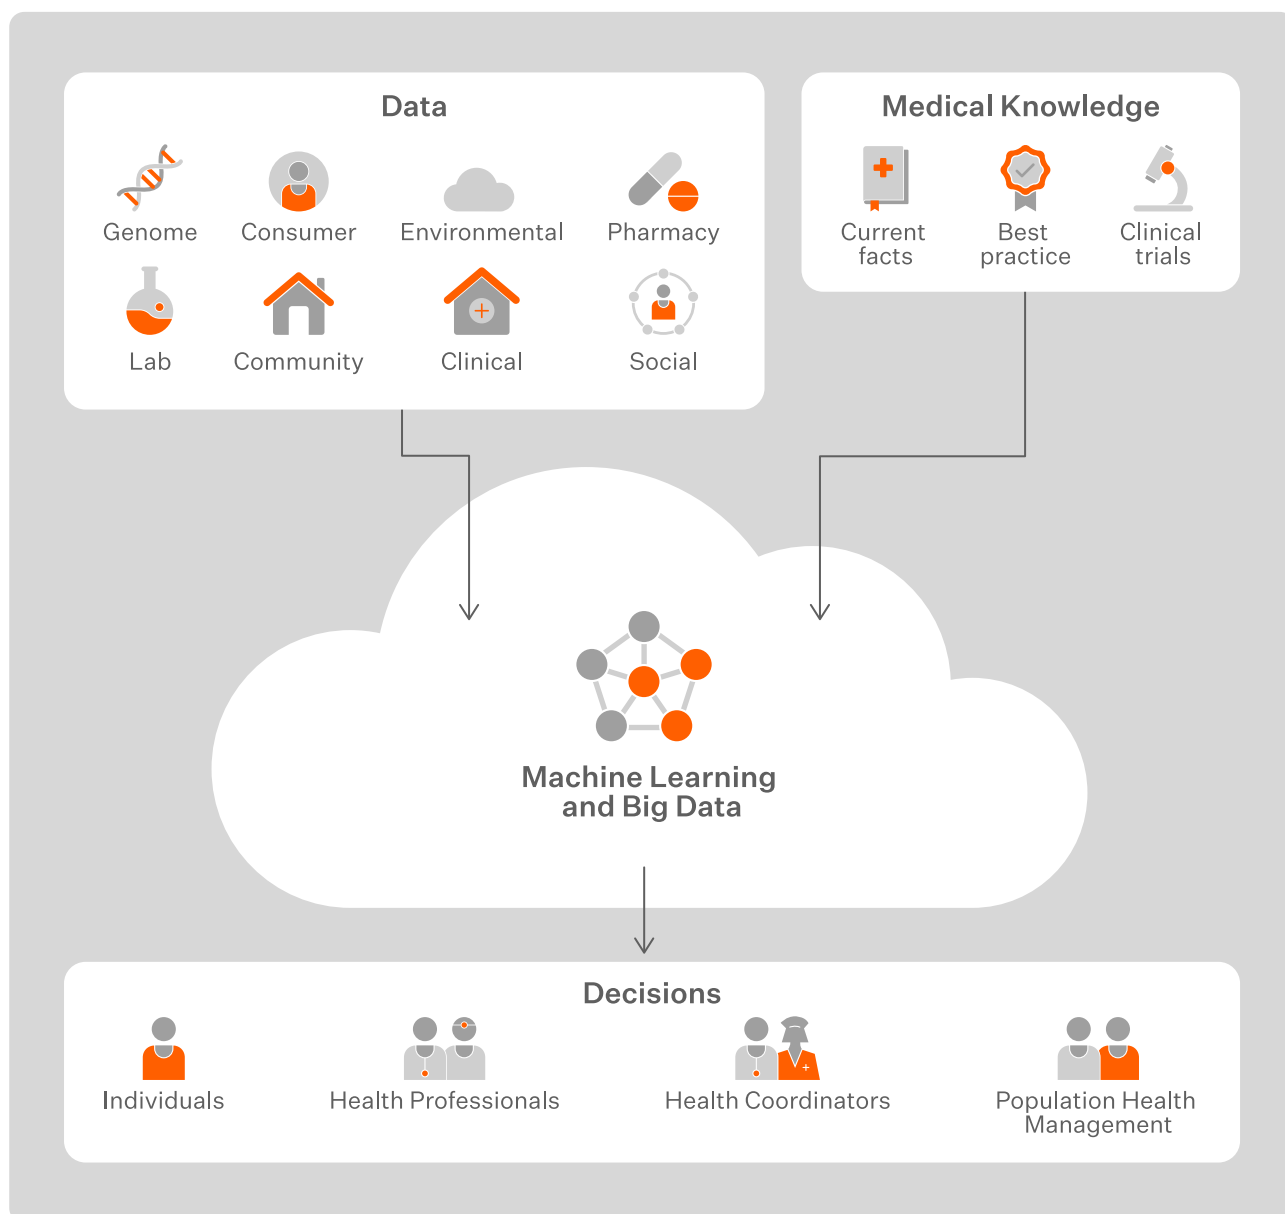 Data
Genome
Consumer
Environmental
Pharmacy
Lab
Community
Clinical
Social
Medical Knowledge
Current
facts
Best
practice
Clinical
trials
Machine Learning
and Big Data
Decisions
Individuals
Health Professionals
Health Coordinators
Population Health
Management